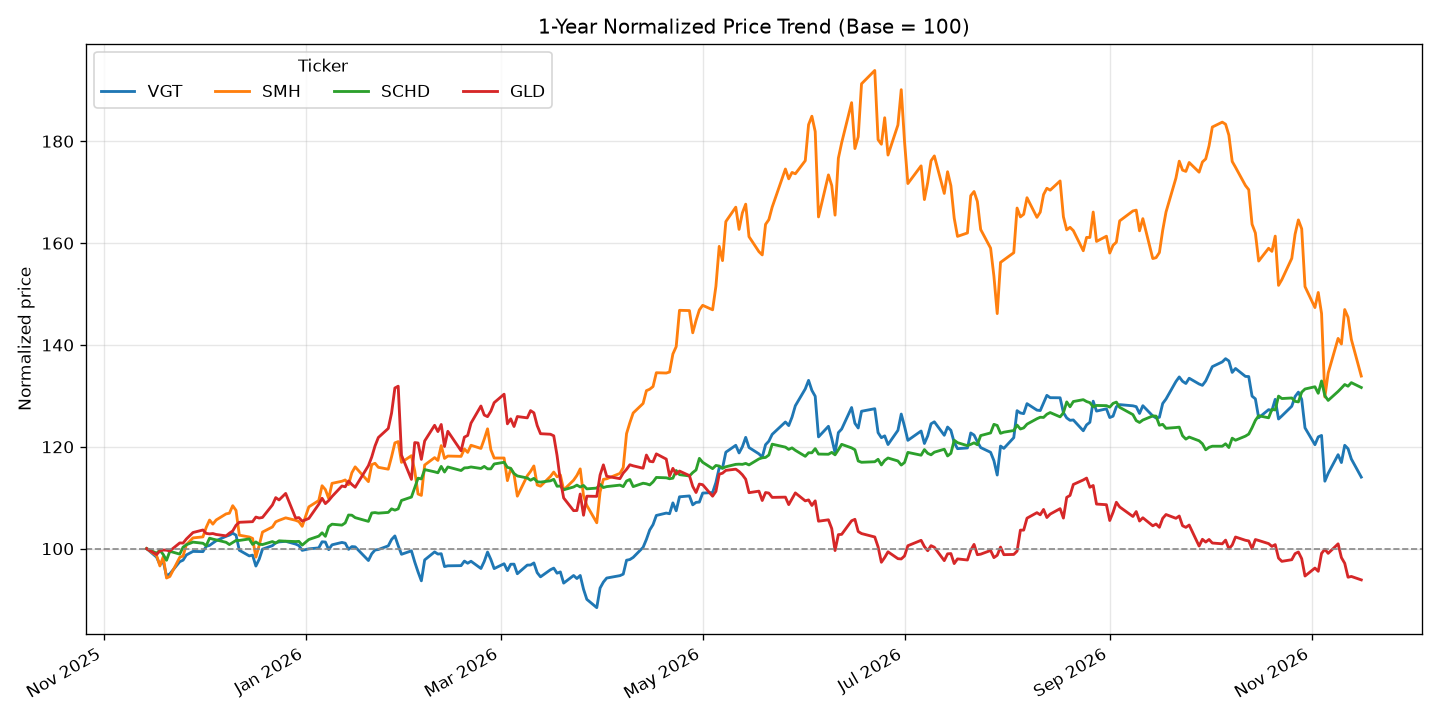 1-Year Normalized Price Trend (Base = 100)
Ticker
VGT SMH SCHD GLD
Normalized price
180
160
140
120
100
Nov 2025 Jan 2026 Mar 2026 May 2026 Jul 2026 Sep 2026 Nov 2026